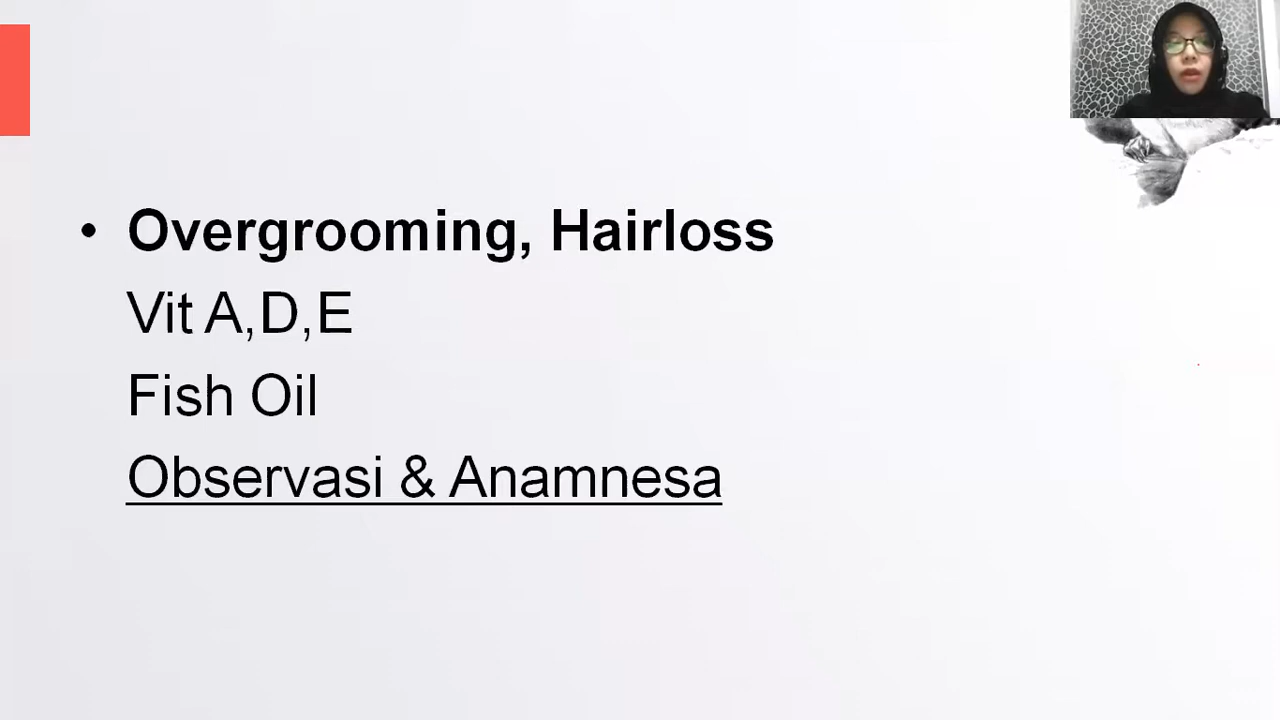 • Overgrooming, Hairloss
Vit A,D,E
Fish Oil
Observasi & Anamnesa